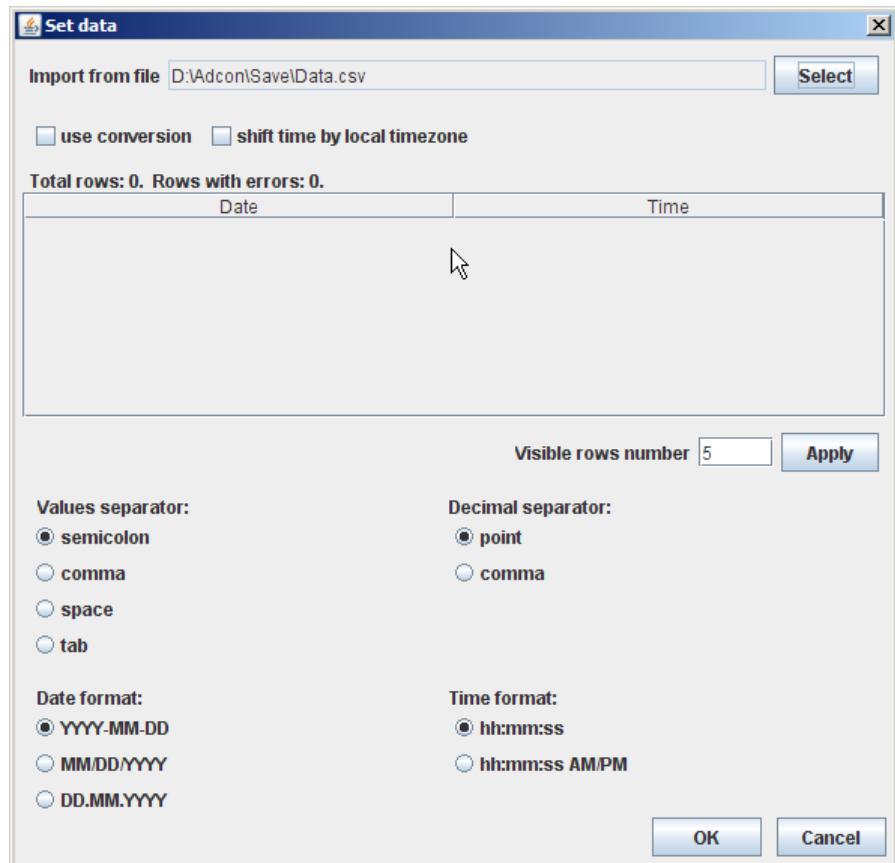 Set data
Import from file D:\Adcon\Save\Data.csv Select
use conversion shift time by local timezone
Total rows: 0. Rows with errors: 0.
Date Time
Visible rows number 5 Apply
Values separator: Decimal separator:
semicolon point
comma comma
space
tab
Date format: Time format:
YYYY-MM-DD hh:mm:ss
MM/DD/YYYY hh:mm:ss AM/PM
DD.MM.YYYY
OK Cancel